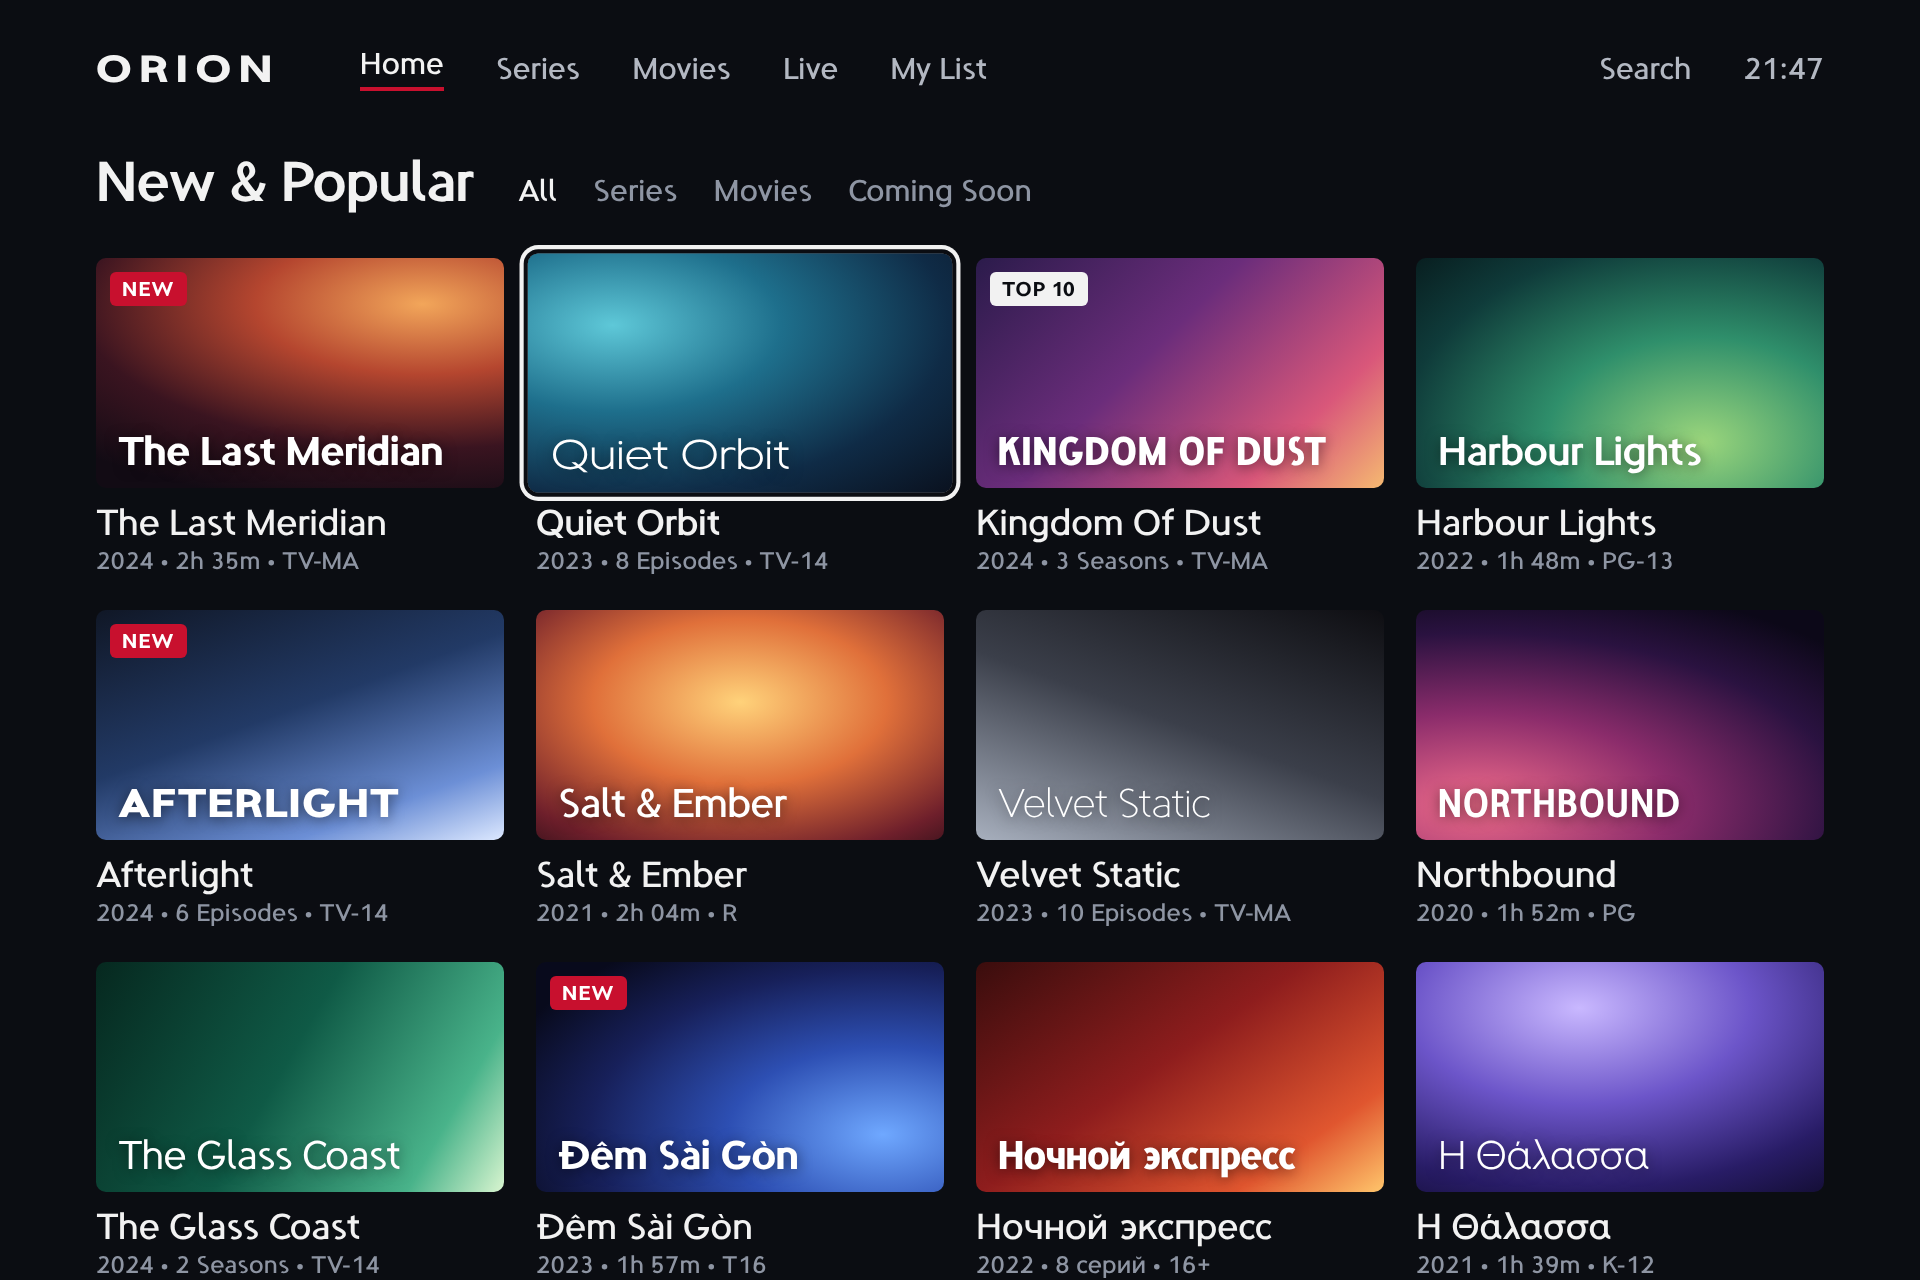 ORION Home Series Movies Live My List Search 21:47
New & Popular All Series Movies Coming Soon
NEW TOP 10
The Last Meridian Quiet Orbit KINGDOM OF DUST Harbour Lights
The Last Meridian Quiet Orbit Kingdom Of Dust Harbour Lights
2024 • 2h 35m • TV-MA 2023 • 8 Episodes • TV-14 2024 • 3 Seasons • TV-MA 2022 • 1h 48m • PG-13
NEW
AFTERLIGHT Salt & Ember Velvet Static NORTHBOUND
Afterlight Salt & Ember Velvet Static Northbound
2024 • 6 Episodes • TV-14 2021 • 2h 04m • R 2023 • 10 Episodes • TV-MA 2020 • 1h 52m • PG
NEW
The Glass Coast Đêm Sài Gòn Ночной экспресс Η Θάλασσα
The Glass Coast Đêm Sài Gòn Ночной экспресс Η Θάλασσα
2024 • 2 Seasons • TV-14 2023 • 1h 57m • T16 2022 • 8 серий • 16+ 2021 • 1h 39m • K-12